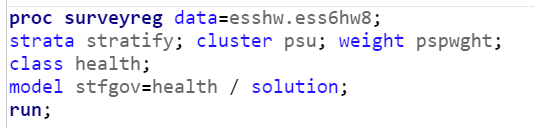 proc surveyreg data=esshw.ess6hw8;
strata stratify; cluster psu; weight pspwght;
class health;
model stfgov=health / solution;
run;